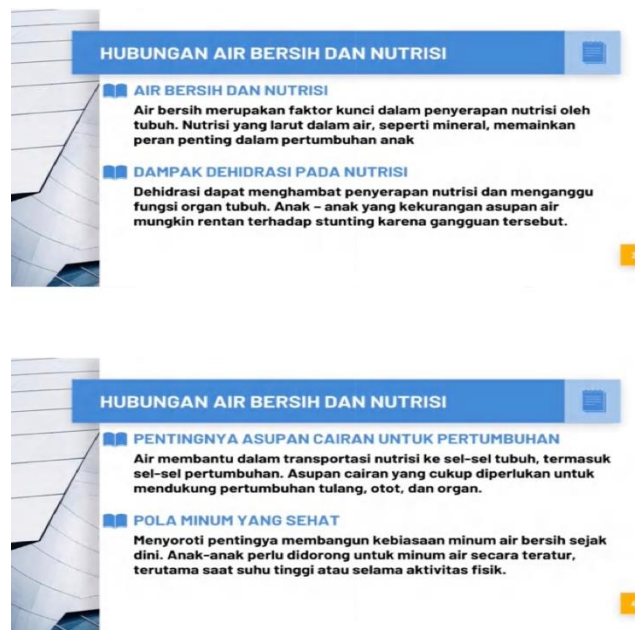 HUBUNGAN AIR BERSIH DAN NUTRISI
AIR BERSIH DAN NUTRISI
Air bersih merupakan faktor kunci dalam penyerapan nutrisi oleh
tubuh. Nutrisi yang larut dalam air, seperti mineral, memainkan
peran penting dalam pertumbuhan anak
DAMPAK DEHIDRASI PADA NUTRISI
Dehidrasi dapat menghambat penyerapan nutrisi dan menganggu
fungsi organ tubuh. Anak – anak yang kekurangan asupan air
mungkin rentan terhadap stunting karena gangguan tersebut.
HUBUNGAN AIR BERSIH DAN NUTRISI
PENTINGNYA ASUPAN CAIRAN UNTUK PERTUMBUHAN
Air membantu dalam transportasi nutrisi ke sel-sel tubuh, termasuk
sel-sel pertumbuhan. Asupan cairan yang cukup diperlukan untuk
mendukung pertumbuhan tulang, otot, dan organ.
POLA MINUM YANG SEHAT
Menyoroti pentingya membangun kebiasaan minum air bersih sejak
dini. Anak-anak perlu didorong untuk minum air secara teratur,
terutama saat suhu tinggi atau selama aktivitas fisik.